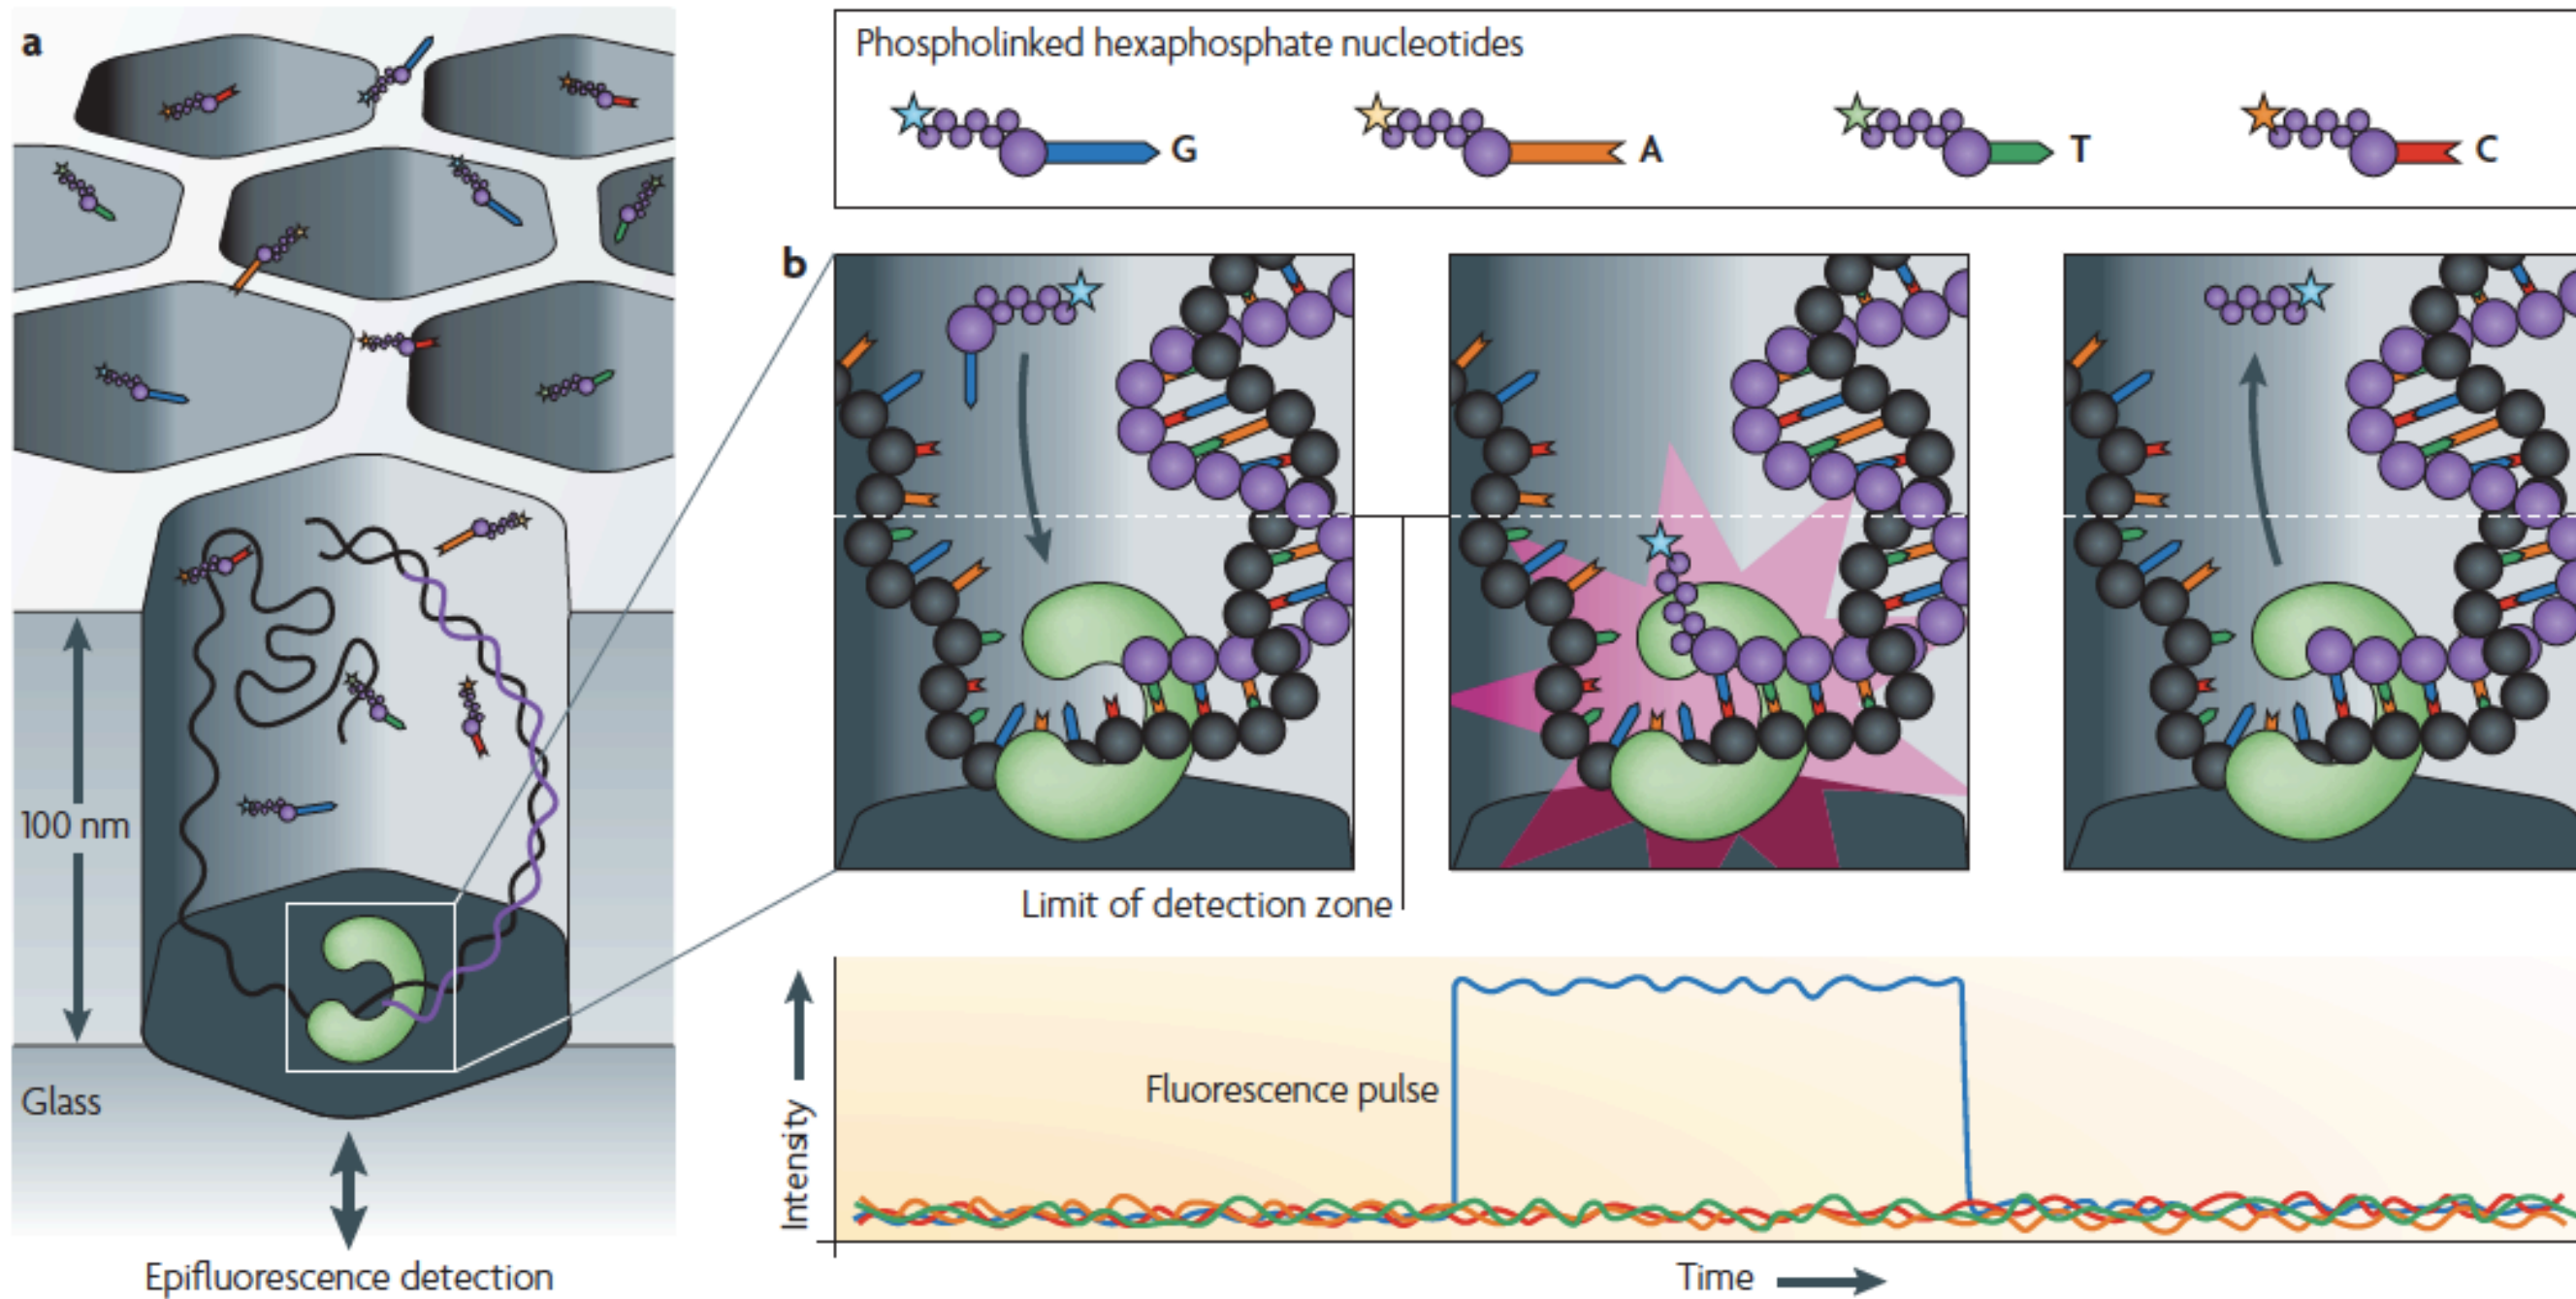 a
Phospholinked hexaphosphate nucleotides
G
A
T
C
b
100 nm
Glass
Epifluorescence detection
Limit of detection zone
Intensity
Fluorescence pulse
Time